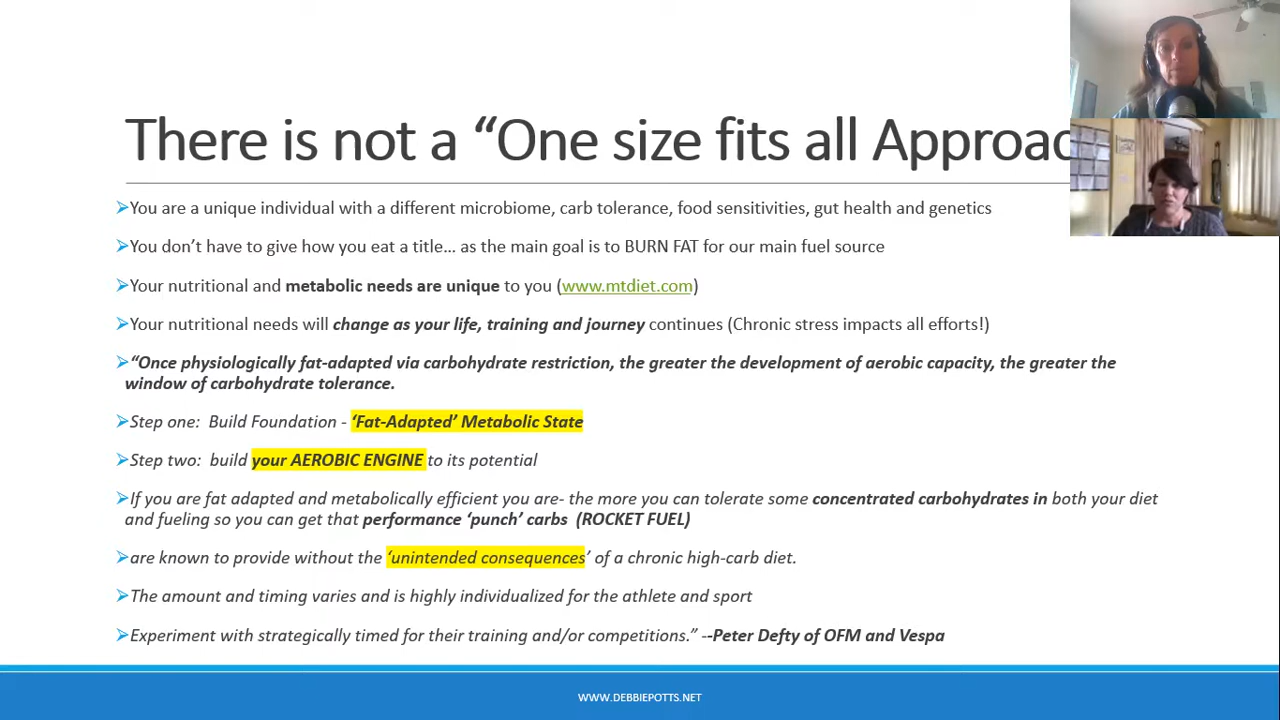 There is not a “One size fits all Approac
You are a unique individual with a different microbiome, carb tolerance, food sensitivities, gut health and genetics
You don’t have to give how you eat a title… as the main goal is to BURN FAT for our main fuel source
Your nutritional and metabolic needs are unique to you (www.mtdiet.com)
Your nutritional needs will change as your life, training and journey continues (Chronic stress impacts all efforts!)
“Once physiologically fat-adapted via carbohydrate restriction, the greater the development of aerobic capacity, the greater the
window of carbohydrate tolerance.
Step one:  Build Foundation - ‘Fat-Adapted’ Metabolic State
Step two:  build your AEROBIC ENGINE to its potential
If you are fat adapted and metabolically efficient you are- the more you can tolerate some concentrated carbohydrates in both your diet
and fueling so you can get that performance ‘punch’ carbs  (ROCKET FUEL)
are known to provide without the ‘unintended consequences’ of a chronic high-carb diet.
The amount and timing varies and is highly individualized for the athlete and sport
Experiment with strategically timed for their training and/or competitions.” --Peter Defty of OFM and Vespa
WWW.DEBBIEPOTTS.NET